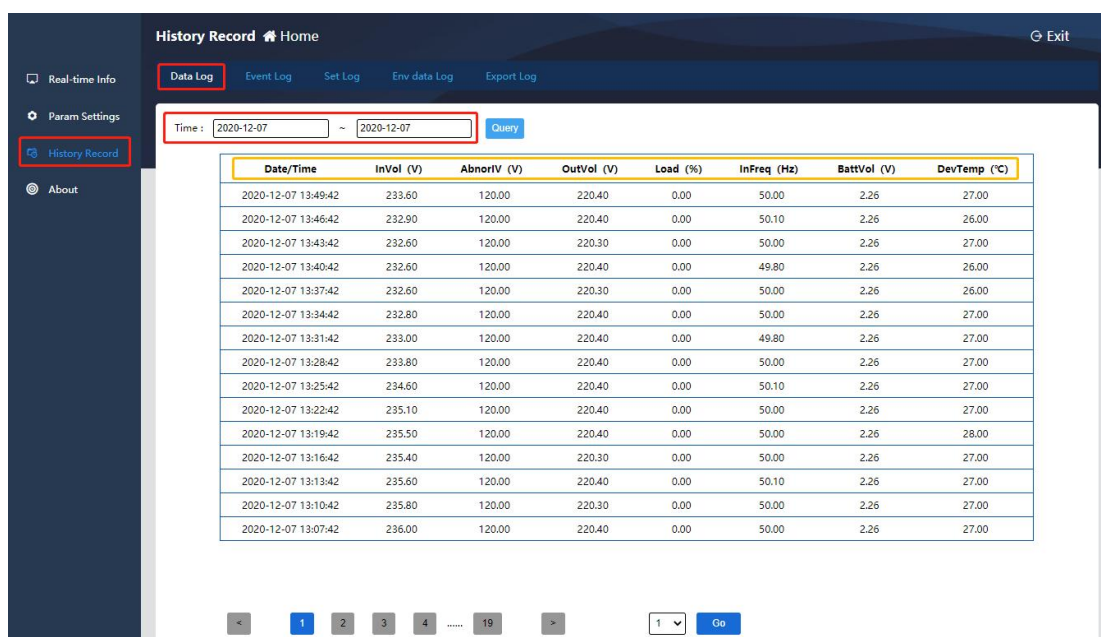 History Record Home Exit
Real-time Info
Param Settings
History Record
About
Data Log Event Log Set Log Env data Log Export Log
Time : 2020-12-07 ~ 2020-12-07 Query
Date/Time InVol (V) AbnorIV (V) OutVol (V) Load (%) InFreq (Hz) BattVol (V) DevTemp (℃)
2020-12-07 13:49:42 233.60 120.00 220.40 0.00 50.00 2.26 27.00
2020-12-07 13:46:42 232.90 120.00 220.40 0.00 50.10 2.26 26.00
2020-12-07 13:43:42 232.60 120.00 220.30 0.00 50.00 2.26 27.00
2020-12-07 13:40:42 232.60 120.00 220.40 0.00 49.80 2.26 26.00
2020-12-07 13:37:42 232.60 120.00 220.30 0.00 50.00 2.26 26.00
2020-12-07 13:34:42 232.80 120.00 220.40 0.00 50.00 2.26 27.00
2020-12-07 13:31:42 233.00 120.00 220.40 0.00 49.80 2.26 27.00
2020-12-07 13:28:42 233.80 120.00 220.40 0.00 50.00 2.26 27.00
2020-12-07 13:25:42 234.60 120.00 220.40 0.00 50.10 2.26 27.00
2020-12-07 13:22:42 235.10 120.00 220.40 0.00 50.00 2.26 27.00
2020-12-07 13:19:42 235.50 120.00 220.40 0.00 50.00 2.26 28.00
2020-12-07 13:16:42 235.40 120.00 220.30 0.00 50.00 2.26 27.00
2020-12-07 13:13:42 235.60 120.00 220.40 0.00 50.10 2.26 27.00
2020-12-07 13:10:42 235.80 120.00 220.30 0.00 50.00 2.26 27.00
2020-12-07 13:07:42 236.00 120.00 220.40 0.00 50.00 2.26 27.00
< 1 2 3 4 ...... 19 > 1 Go